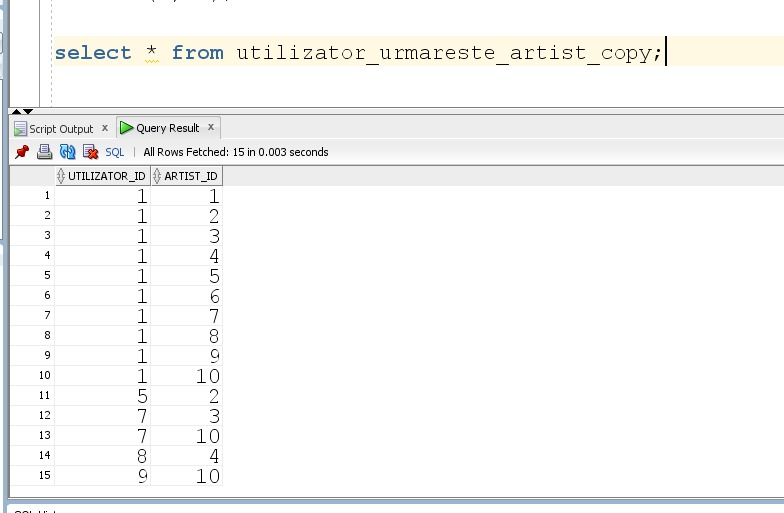 select * from utilizator_urmareste_artist_copy;
Script Output x Query Result x
SQL | All Rows Fetched: 15 in 0.003 seconds
UTILIZATOR_ID ARTIST_ID
1 1 1
2 1 2
3 1 3
4 1 4
5 1 5
6 1 6
7 1 7
8 1 8
9 1 9
10 1 10
11 5 2
12 7 3
13 7 10
14 8 4
15 9 10